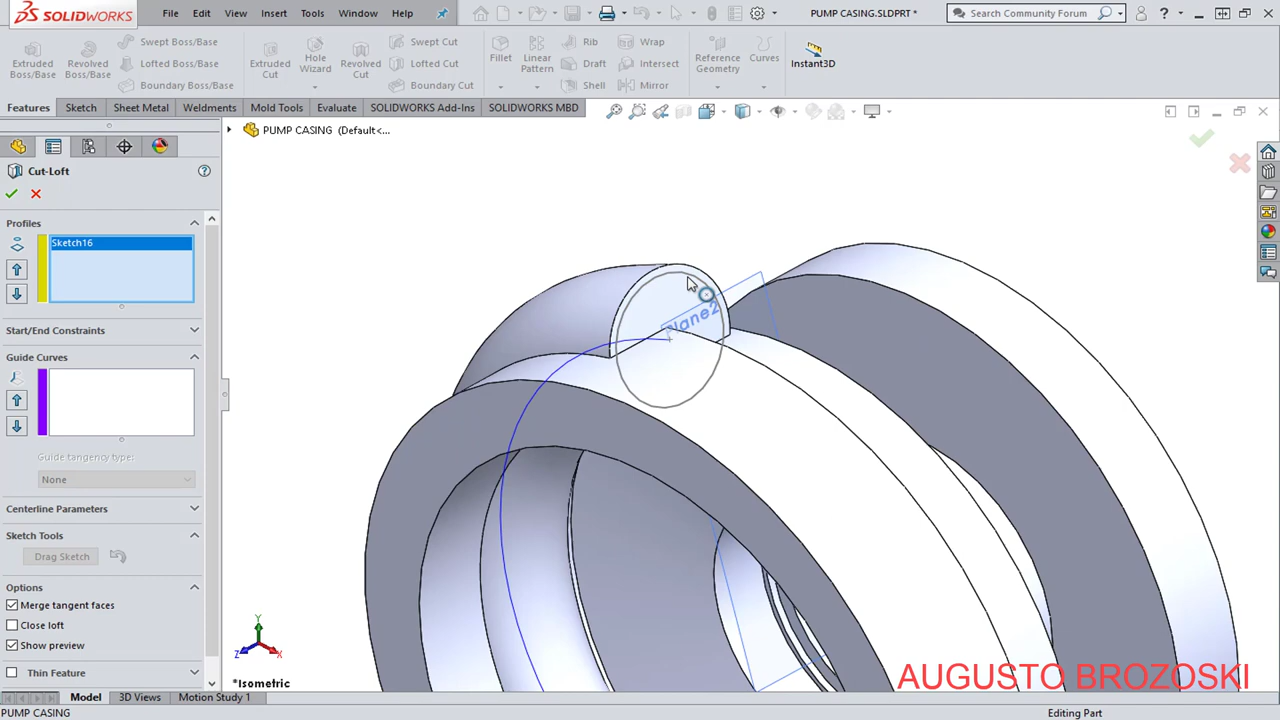 SOLIDWORKS File Edit View Insert Tools Window Help PUMP CASING.SLDPRT * Search Community Forum
Extruded Boss/Base Revolved Boss/Base Swept Boss/Base Lofted Boss/Base Boundary Boss/Base Extruded Cut Hole Wizard Revolved Cut Swept Cut Lofted Cut Boundary Cut Fillet Linear Pattern Rib Draft Shell Wrap Intersect Mirror Reference Geometry Curves Instant3D
Features Sketch Sheet Metal Weldments Mold Tools Evaluate SOLIDWORKS Add-Ins SOLIDWORKS MBD
PUMP CASING (Default<...
Cut-Loft
Profiles
Sketch16
Plane2
Start/End Constraints
Guide Curves
Guide tangency type:
None
Centerline Parameters
Sketch Tools
Drag Sketch
Options
Merge tangent faces
Close loft
Show preview
Thin Feature
Y
Z X
*Isometric
AUGUSTO BROZOSKI
Model 3D Views Motion Study 1
PUMP CASING Editing Part